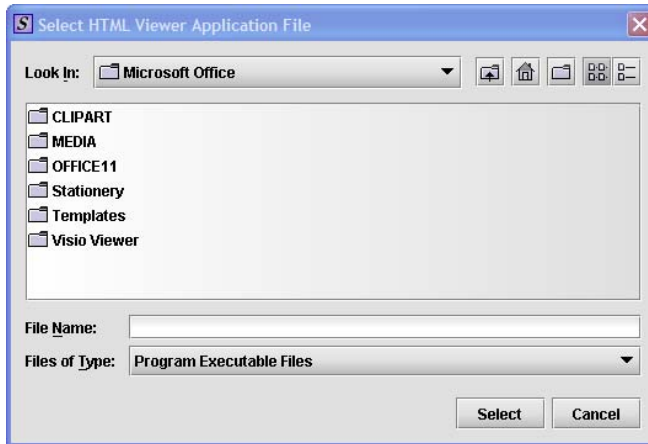 S Select HTML Viewer Application File
Look In: Microsoft Office
CLIPART
MEDIA
OFFICE11
Stationery
Templates
Visio Viewer
File Name:
Files of Type: Program Executable Files
Select Cancel